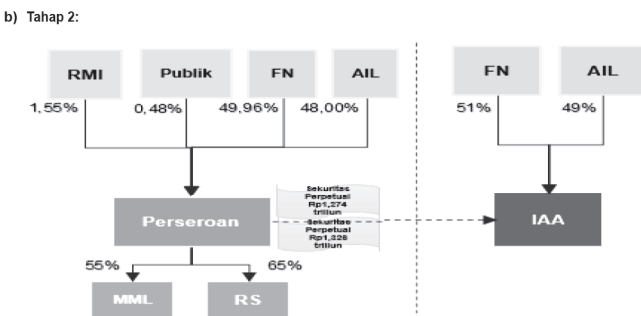 b) Tahap 2:
RMI Publik FN AIL FN AIL
1,55% 0,48% 49,96% 48,00% 51% 49%
Sekuritas
Perpetual
Rp1,274
triliun
Perseroan IAA
Sekuritas
Perpetual
Rp1,326
triliun
55% 65%
MML RS